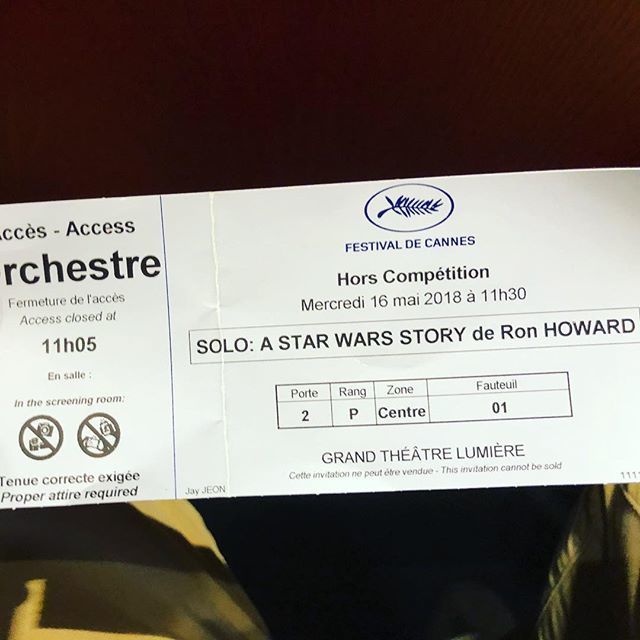 ccès - Access
rchestre
Fermeture de l'accès
Access closed at
11h05
En salle :
In the screening room:
Tenue correcte exigée
Proper attire required
FESTIVAL DE CANNES
Hors Compétition
Mercredi 16 mai 2018 à 11h30
SOLO: A STAR WARS STORY de Ron HOWARD
Porte Rang Zone Fauteuil
2 P Centre 01
GRAND THÉÂTRE LUMIÈRE
Cette invitation ne peut être vendue - This invitation cannot be sold
Jay JEON